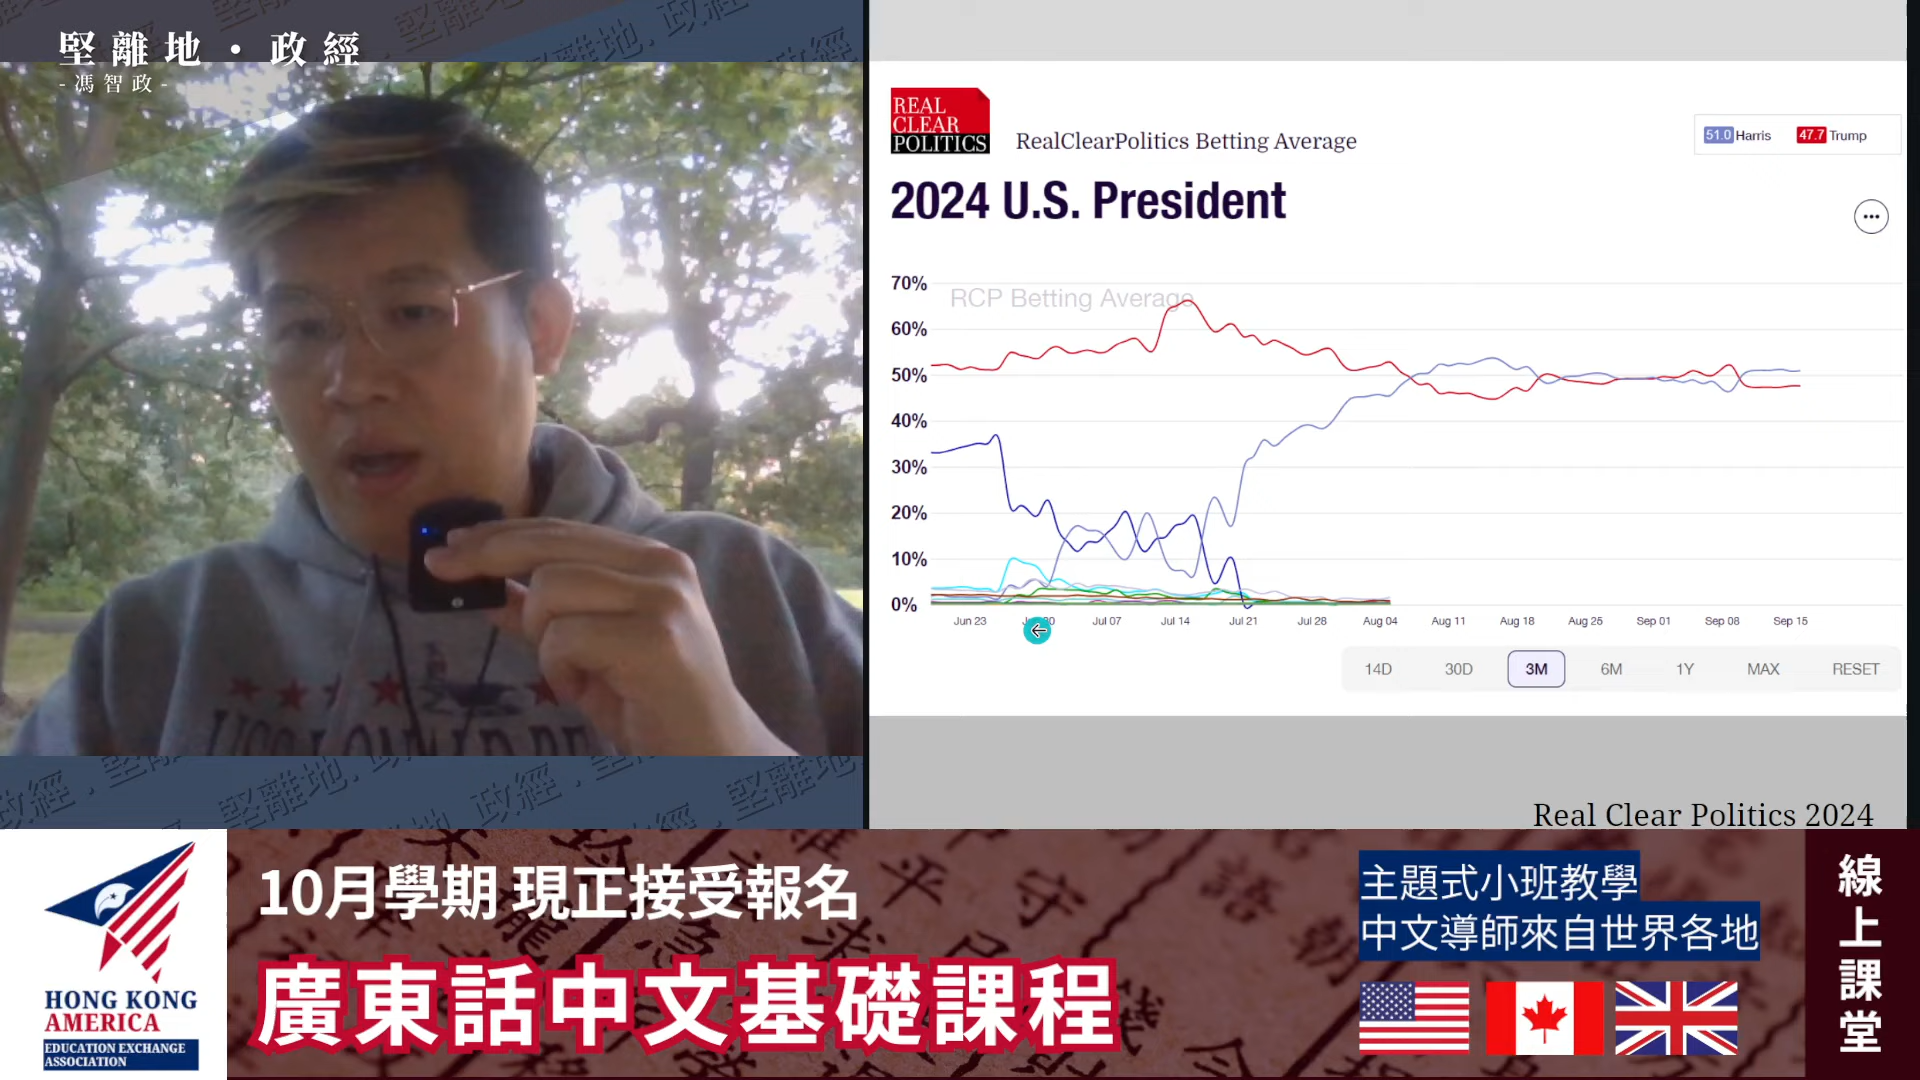 堅離地・政經
-馮智政-
REAL
CLEAR
POLITICS
RealClearPolitics Betting Average
51.0 Harris 47.7 Trump
2024 U.S. President
RCP Betting Average
70%
60%
50%
40%
30%
20%
10%
0%
Jun 23 Jul 07 Jul 14 Jul 21 Jul 28 Aug 04 Aug 11 Aug 18 Aug 25 Sep 01 Sep 08 Sep 15
14D 30D 3M 6M 1Y MAX RESET
Real Clear Politics 2024
HONG KONG
AMERICA
EDUCATION EXCHANGE
ASSOCIATION
10月學期 現正接受報名
廣東話中文基礎課程
主題式小班教學
中文導師來自世界各地
線上課堂